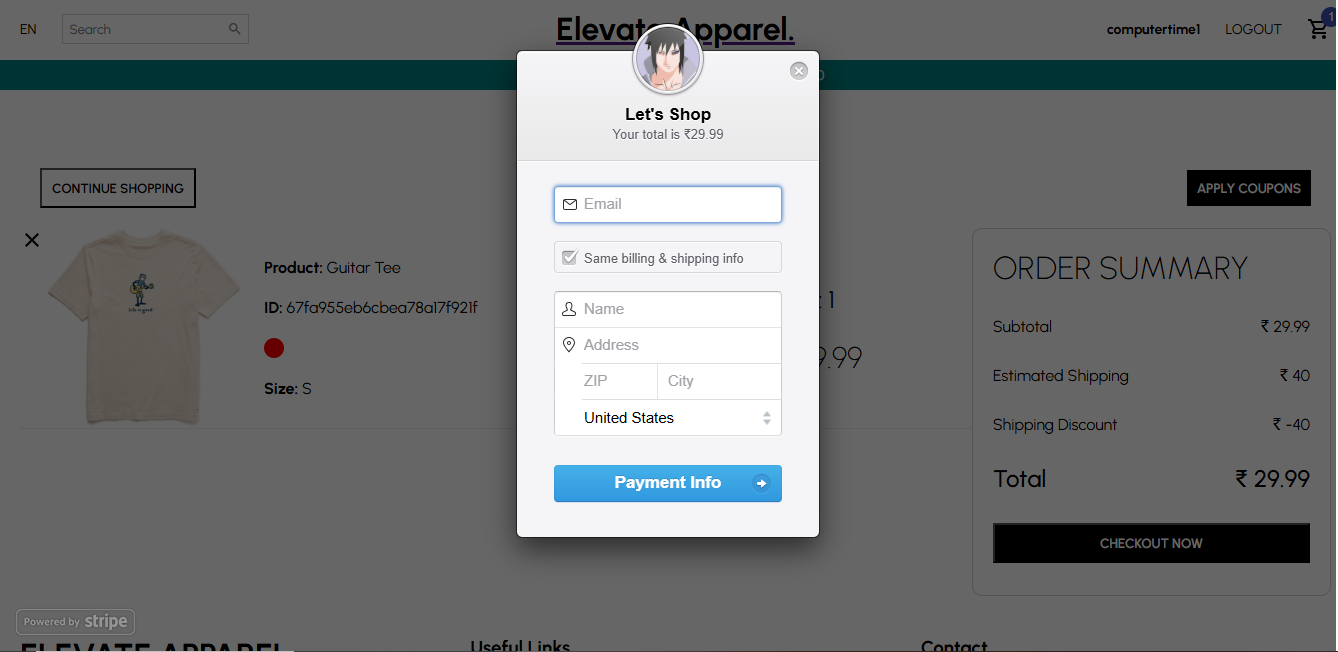 EN
Search
Elevate Apparel.
computertime1
LOGOUT
1
Let's Shop
Your total is ₹29.99
CONTINUE SHOPPING
APPLY COUPONS
Email
Same billing & shipping info
Name
Address
ZIP
City
United States
Payment Info
Product: Guitar Tee
ID: 67fa955eb6cbea78a17f921f
Size: S
: 1
9.99
ORDER SUMMARY
Subtotal ₹ 29.99
Estimated Shipping ₹ 40
Shipping Discount ₹ -40
Total ₹ 29.99
CHECKOUT NOW
Powered by stripe
ELEVATE APPAREL
Useful Links
Contact